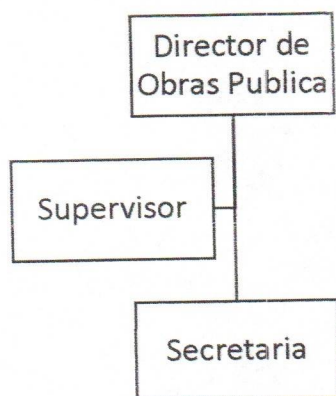 Director de
Obras Publica
Supervisor
Secretaria